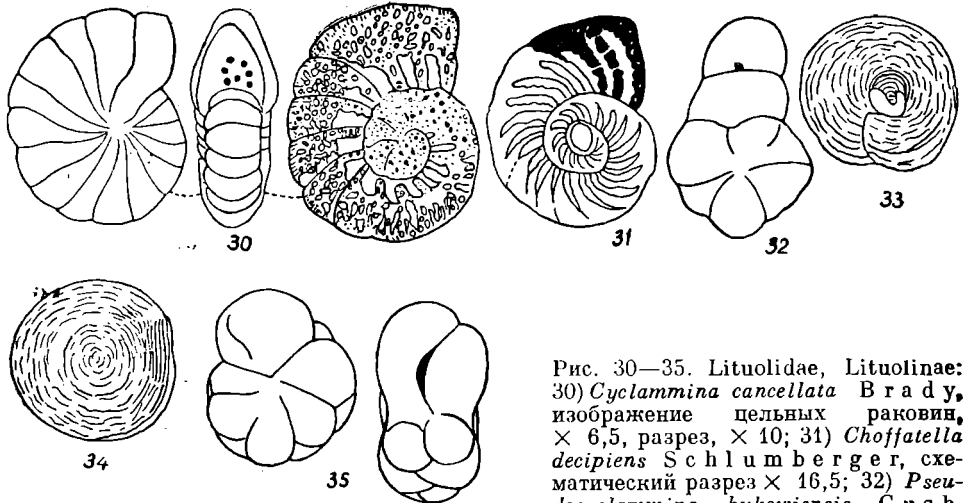 30
31
32
33
34
35
Рис. 30—35. Lituolidae, Lituolinae:
30) Cyclammina cancellata Brady,
изображение цельных раковин,
× 6,5, разрез, × 10; 31) Choffatella
decipiens Schlumberger, схе-
матический разрез × 16,5; 32) Pseu-